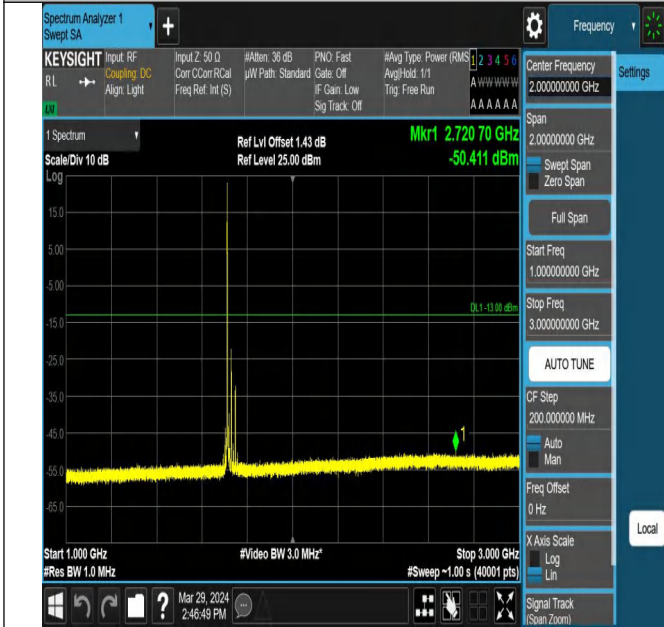 Spectrum Analyzer 1
Swept SA
+
Frequency
KEYSIGHT
RL
LXI
Input: RF
Coupling: DC
Align: Light
Input Z: 50 Ω
Corr CCorr RCal
Freq Ref: Int (S)
#Atten: 36 dB
µW Path: Standard
PNO: Fast
Gate: Off
IF Gain: Low
Sig Track: Off
#Avg Type: Power (RMS
Avg|Hold: 1/1
Trig: Free Run
1 2 3 4 5 6
A W W W W W
A A A A A A
1 Spectrum
Scale/Div 10 dB
Log
Ref Lvl Offset 1.43 dB
Ref Level 25.00 dBm
Mkr1 2.720 70 GHz
-50.411 dBm
15.0
5.00
-5.00
DL1 -13.00 dBm
-15.0
-25.0
-35.0
-45.0
1
-55.0
-65.0
Start 1.000 GHz
#Video BW 3.0 MHz*
Stop 3.000 GHz
#Res BW 1.0 MHz
#Sweep ~1.00 s (40001 pts)
?
Mar 29, 2024
2:46:49 PM
Center Frequency
2.000000000 GHz
Settings
Span
2.00000000 GHz
Swept Span
Zero Span
Full Span
Start Freq
1.000000000 GHz
Stop Freq
3.000000000 GHz
AUTO TUNE
CF Step
200.000000 MHz
Auto
Man
Freq Offset
0 Hz
Local
X Axis Scale
Log
Lin
Signal Track
(Span Zoom)